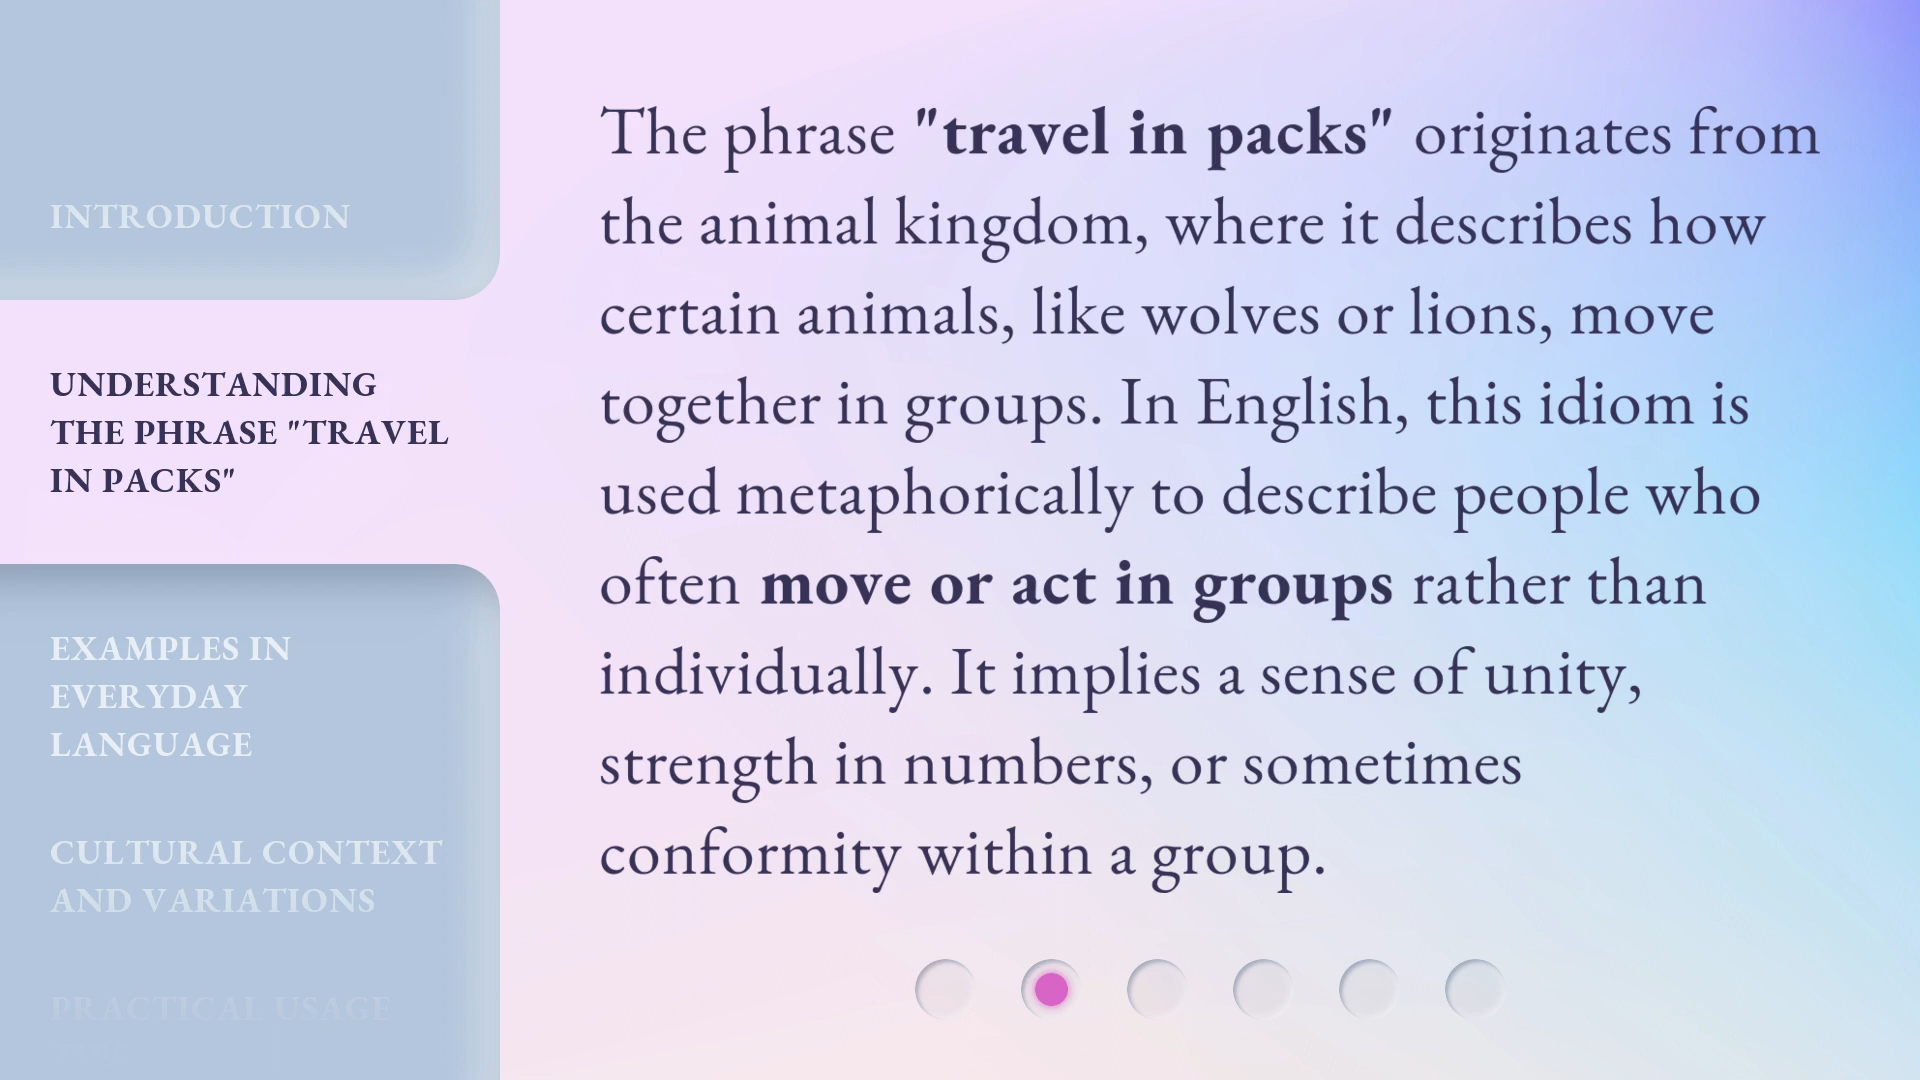 INTRODUCTION
UNDERSTANDING
THE PHRASE "TRAVEL
IN PACKS"
EXAMPLES IN
EVERYDAY
LANGUAGE
CULTURAL CONTEXT
AND VARIATIONS
PRACTICAL USAGE
The phrase "travel in packs" originates from
the animal kingdom, where it describes how
certain animals, like wolves or lions, move
together in groups. In English, this idiom is
used metaphorically to describe people who
often move or act in groups rather than
individually. It implies a sense of unity,
strength in numbers, or sometimes
conformity within a group.